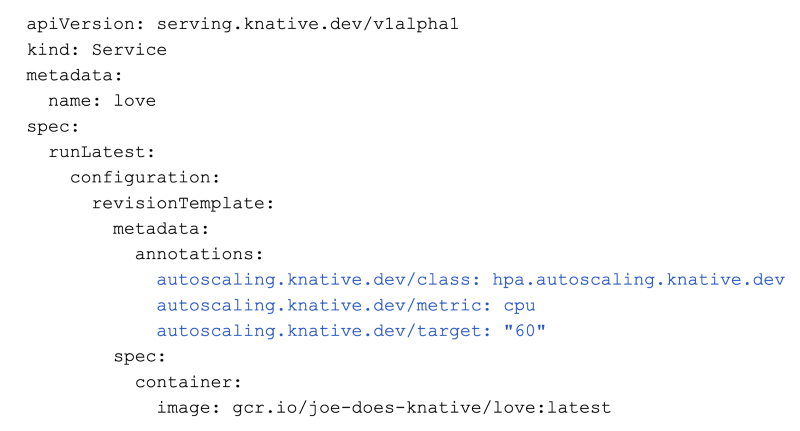 apiVersion: serving.knative.dev/v1alpha1
kind: Service
metadata:
  name: love
spec:
  runLatest:
    configuration:
      revisionTemplate:
        metadata:
          annotations:
            autoscaling.knative.dev/class: hpa.autoscaling.knative.dev
            autoscaling.knative.dev/metric: cpu
            autoscaling.knative.dev/target: "60"
        spec:
          container:
            image: gcr.io/joe-does-knative/love:latest